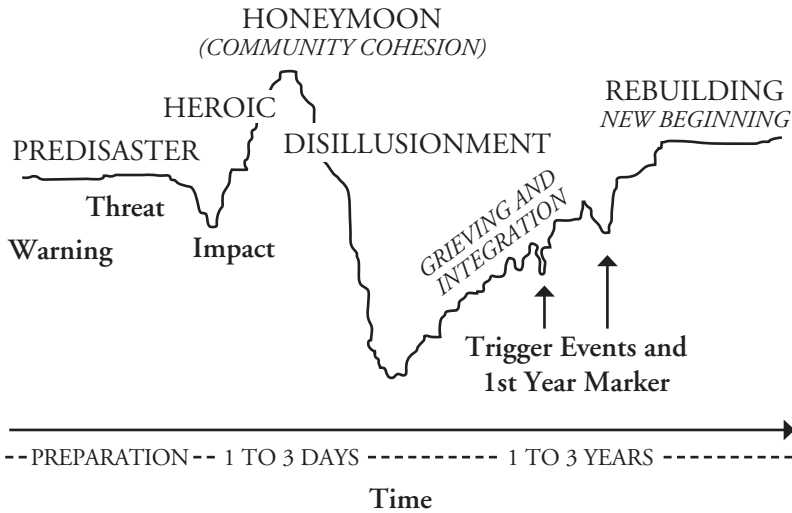 HONEYMOON
(COMMUNITY COHESION)
HEROIC
REBUILDING
NEW BEGINNING
PREDISASTER
DISILLUSIONMENT
Threat
Warning
Impact
GRIEVING AND
INTEGRATION
Trigger Events and
1st Year Marker
PREPARATION
1 TO 3 DAYS
1 TO 3 YEARS
Time